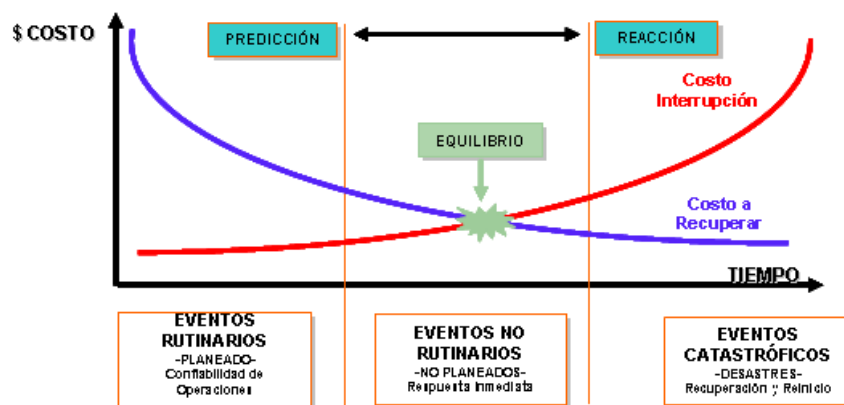 $ COSTO
PREDICCIÓN
REACCIÓN
Costo
Interrupción
EQUILIBRIO
Costo a
Recuperar
TIEMPO
EVENTOS
RUTINARIOS
-PLANEADO-
Confiabilidad de
Operaciones
EVENTOS NO
RUTINARIOS
-NO PLANEADOS-
Respuesta Inmediata
EVENTOS
CATASTRÓFICOS
-DESASTRES-
Recuperación y Reinicio